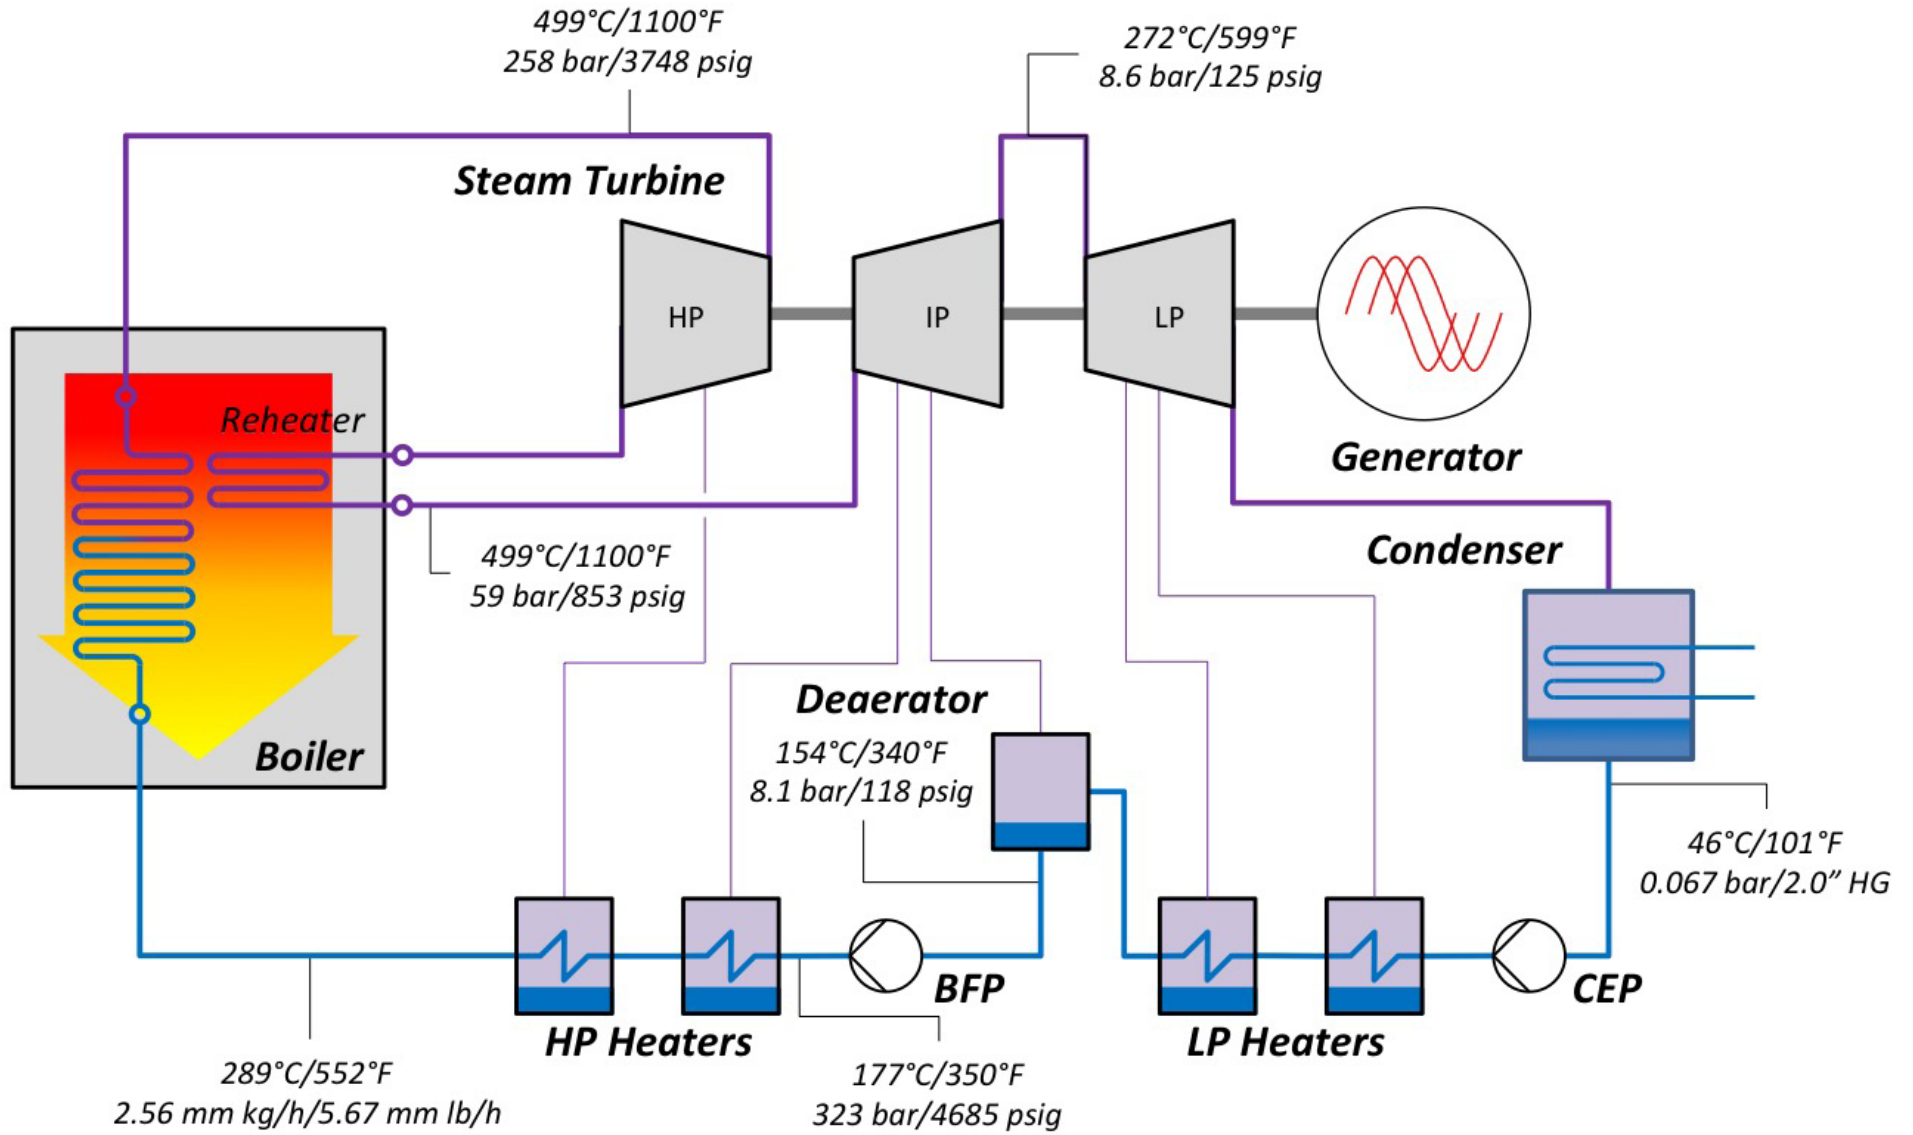 499°C/1100°F
258 bar/3748 psig
272°C/599°F
8.6 bar/125 psig
Steam Turbine
HP
IP
LP
Reheater
Generator
499°C/1100°F
59 bar/853 psig
Condenser
Boiler
Deaerator
154°C/340°F
8.1 bar/118 psig
46°C/101°F
0.067 bar/2.0” HG
BFP
CEP
HP Heaters
LP Heaters
289°C/552°F
2.56 mm kg/h/5.67 mm lb/h
177°C/350°F
323 bar/4685 psig